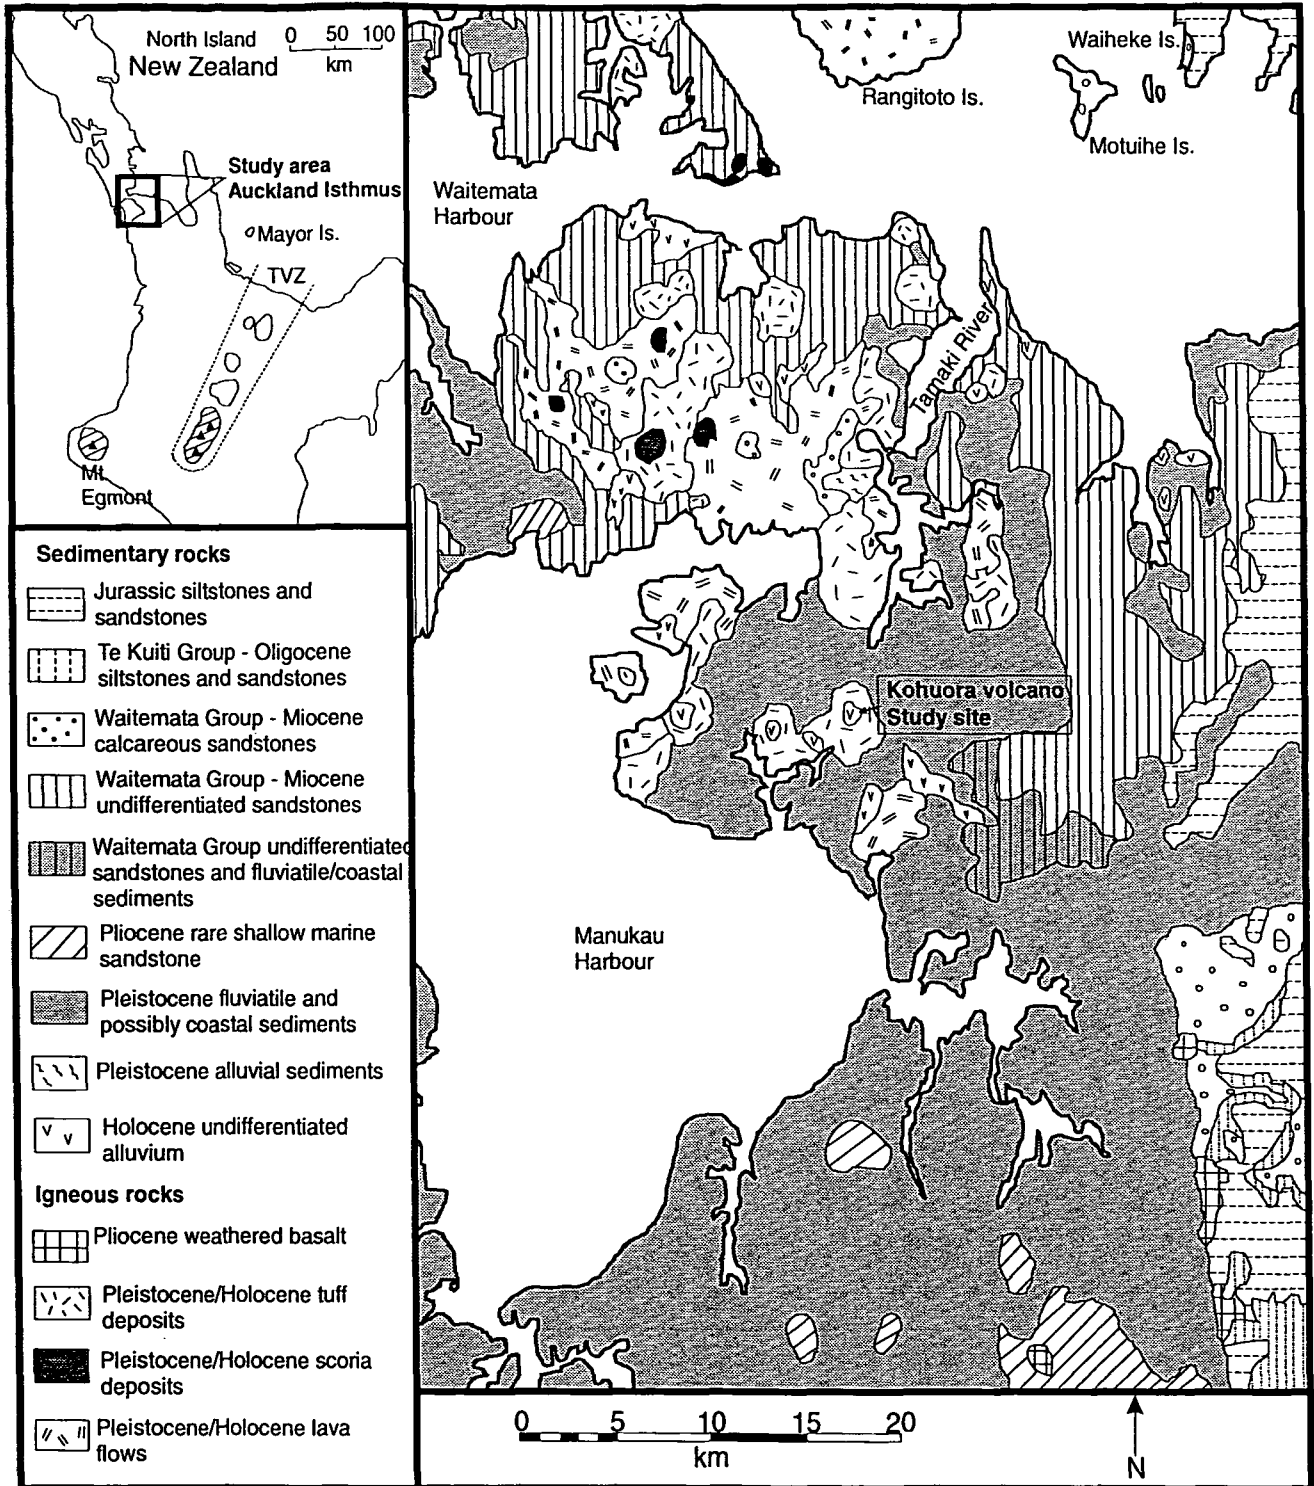 North Island
New Zealand
0 50 100
km
Study area
Auckland Isthmus
Mayor Is.
TVZ
Mt
Egmont
Sedimentary rocks
Jurassic siltstones and
sandstones
Te Kuiti Group - Oligocene
siltstones and sandstones
Waitemata Group - Miocene
calcareous sandstones
Waitemata Group - Miocene
undifferentiated sandstones
Waitemata Group undifferentiated
sandstones and fluviatile/coastal
sediments
Pliocene rare shallow marine
sandstone
Pleistocene fluviatile and
possibly coastal sediments
Pleistocene alluvial sediments
Holocene undifferentiated
alluvium
Igneous rocks
Pliocene weathered basalt
Pleistocene/Holocene tuff
deposits
Pleistocene/Holocene scoria
deposits
Pleistocene/Holocene lava
flows
Waiheke Is.
Rangitoto Is.
Motuihe Is.
Waitemata
Harbour
Tamaki River
Kohuora volcano
Study site
Manukau
Harbour
0 5 10 15 20
km
N